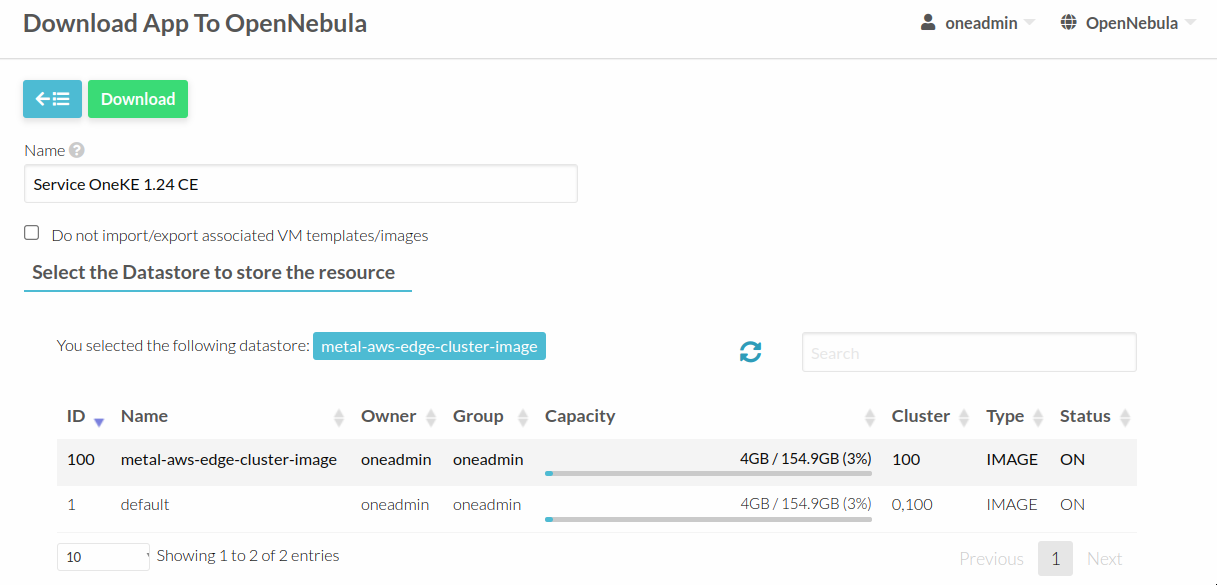 Download App To OpenNebula
oneadmin
OpenNebula
Download
Name
Service OneKE 1.24 CE
Do not import/export associated VM templates/images
Select the Datastore to store the resource
You selected the following datastore: metal-aws-edge-cluster-image
Search
ID Name Owner Group Capacity Cluster Type Status
100 metal-aws-edge-cluster-image oneadmin oneadmin 4GB / 154.9GB (3%) 100 IMAGE ON
1 default oneadmin oneadmin 4GB / 154.9GB (3%) 0,100 IMAGE ON
10 Showing 1 to 2 of 2 entries
Previous 1 Next